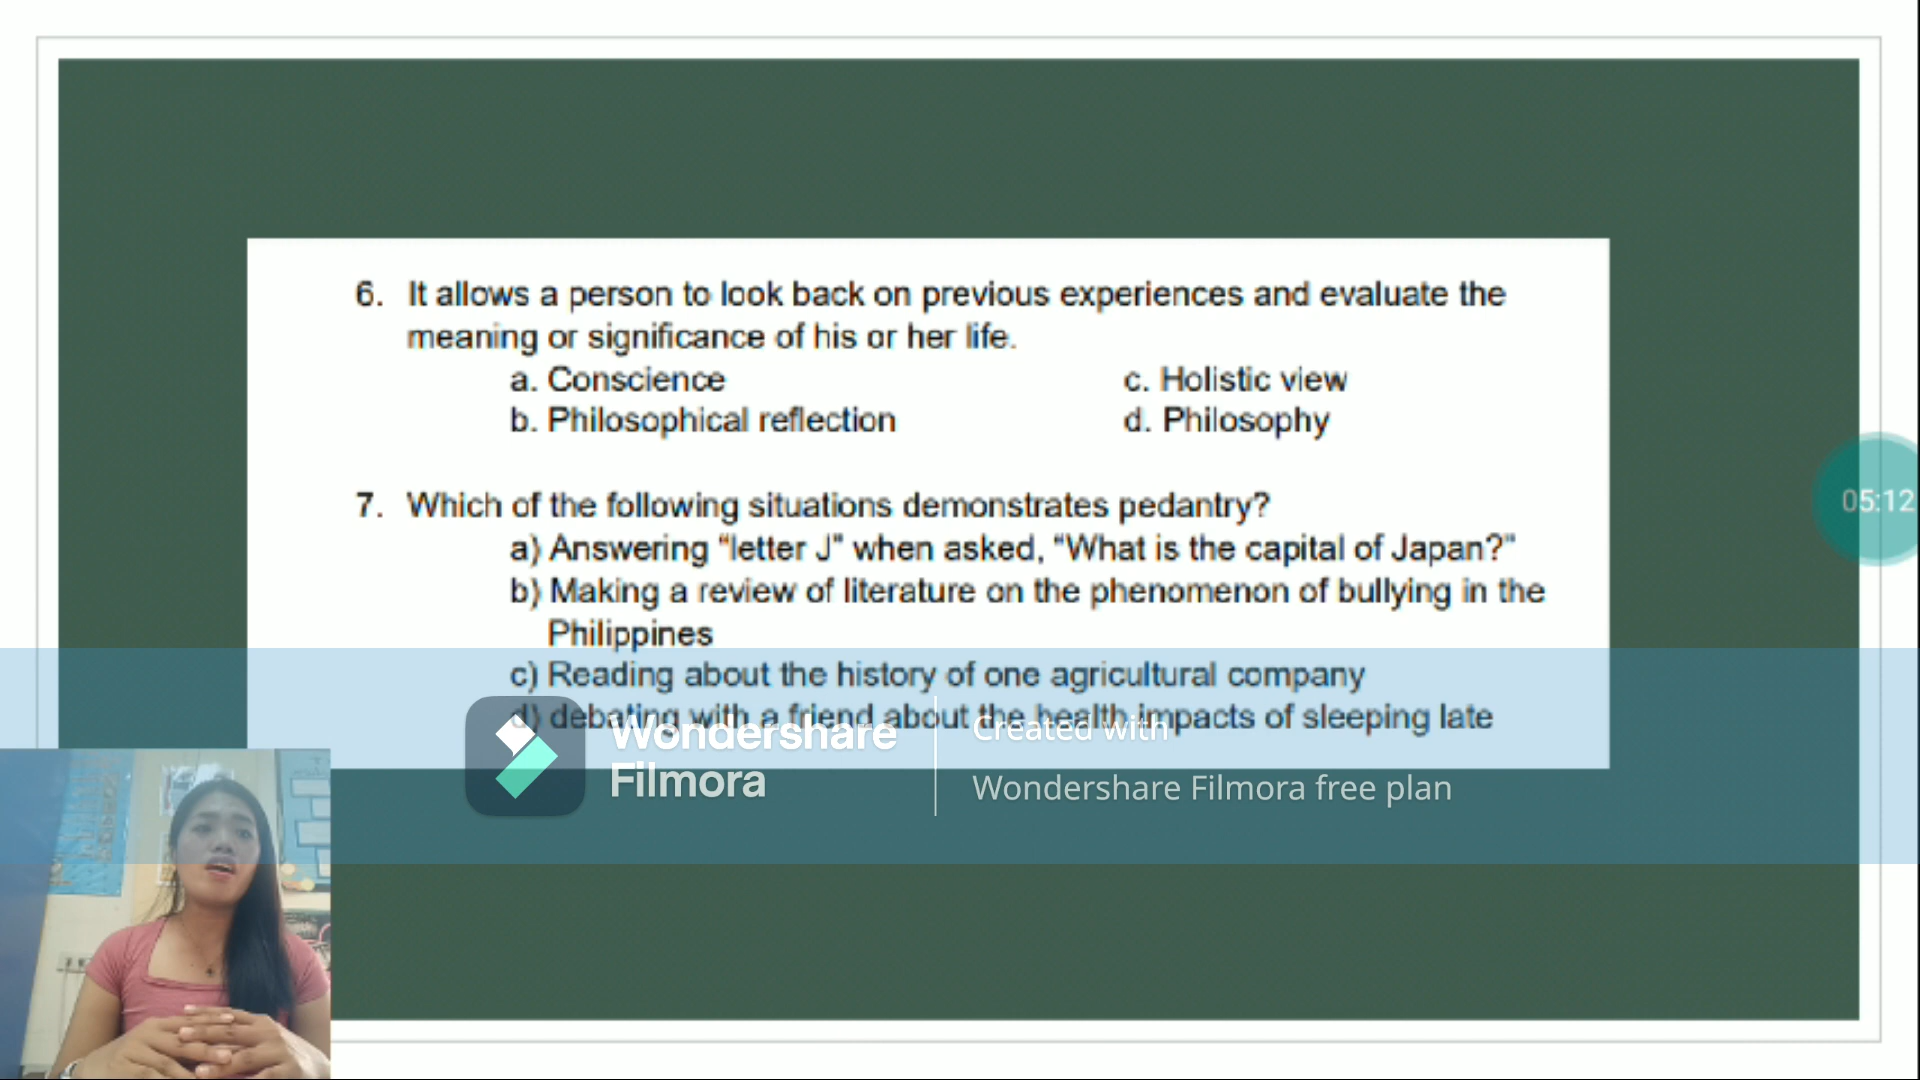 6. It allows a person to look back on previous experiences and evaluate the
meaning or significance of his or her life.
a. Conscience c. Holistic view
b. Philosophical reflection d. Philosophy
7. Which of the following situations demonstrates pedantry?
05:12
a) Answering “letter J” when asked, “What is the capital of Japan?”
b) Making a review of literature on the phenomenon of bullying in the
Philippines
c) Reading about the history of one agricultural company
d) debating with a friend about the health impacts of sleeping late
Wondershare
Filmora
Created with
Wondershare Filmora free plan